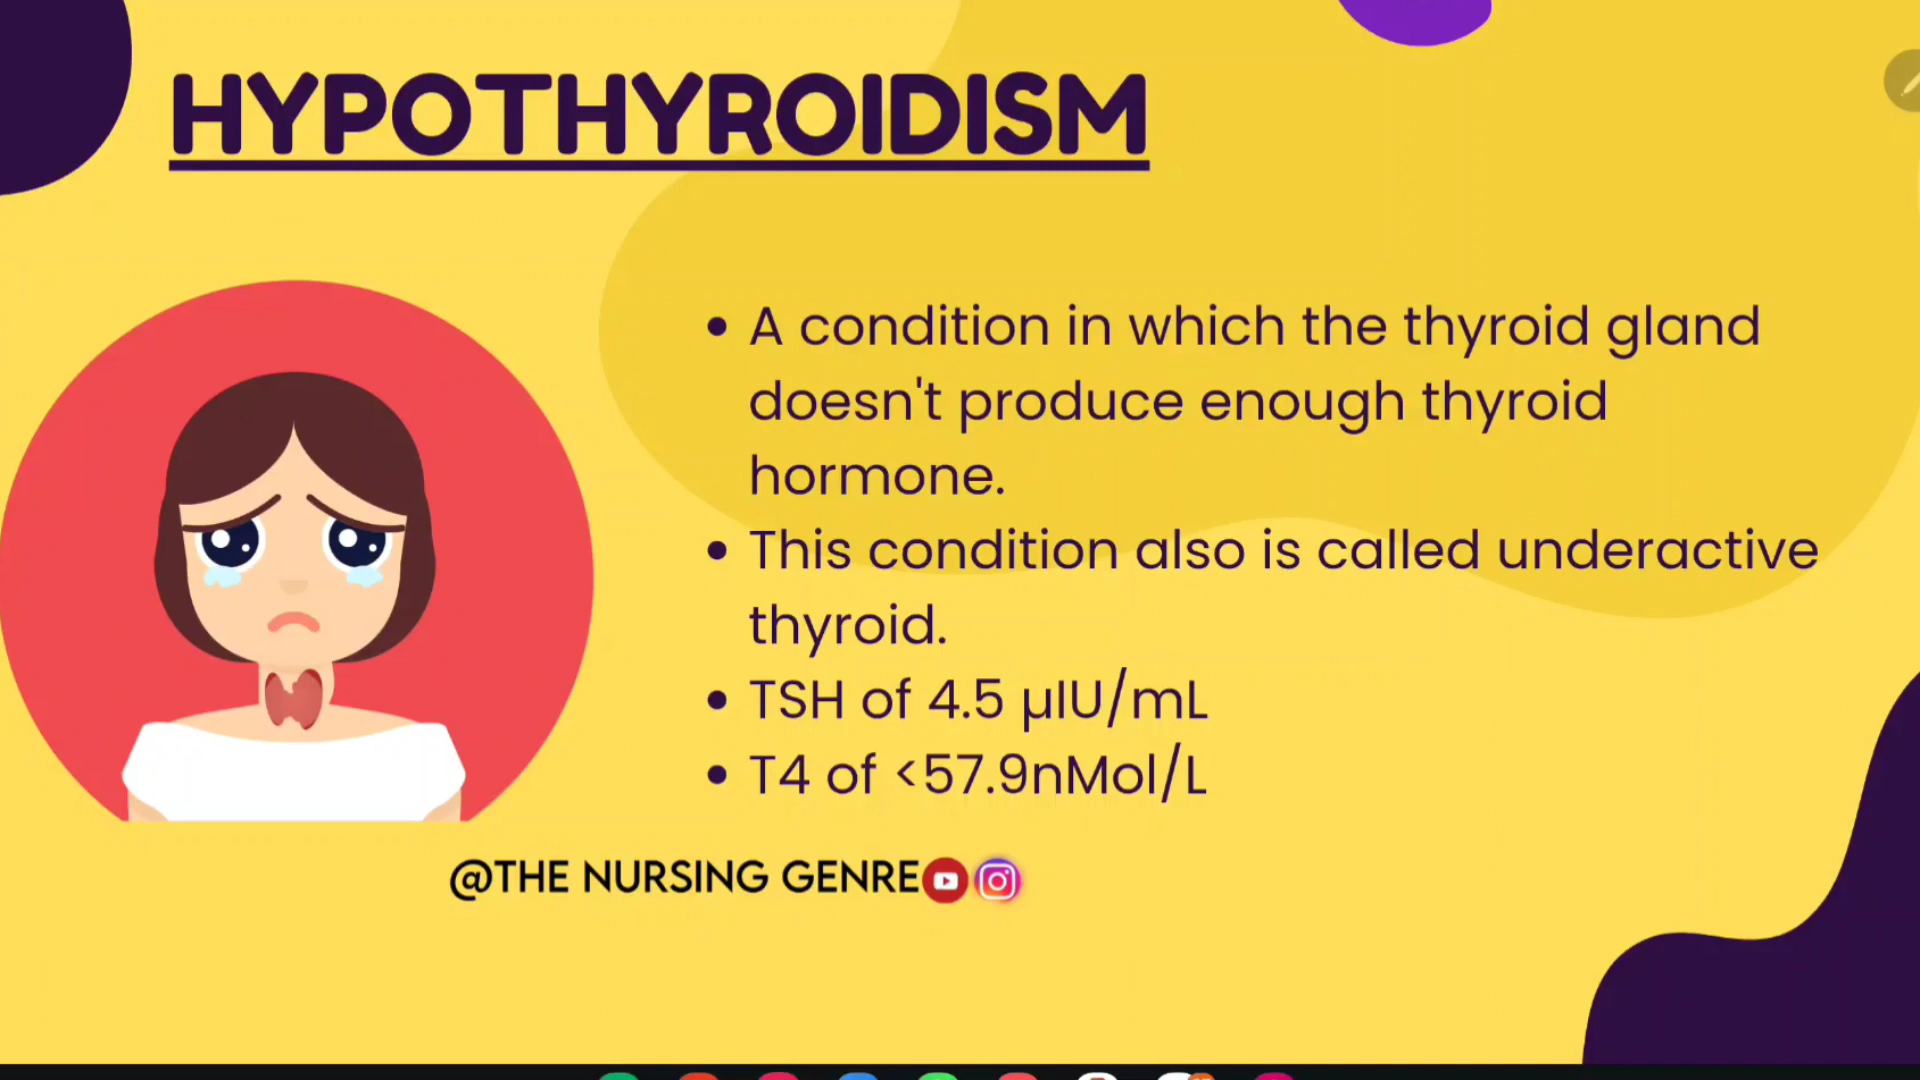 HYPOTHYROIDISM
• A condition in which the thyroid gland
doesn't produce enough thyroid
hormone.
• This condition also is called underactive
thyroid.
• TSH of 4.5 µIU/mL
• T4 of <57.9nMol/L
@THE NURSING GENRE